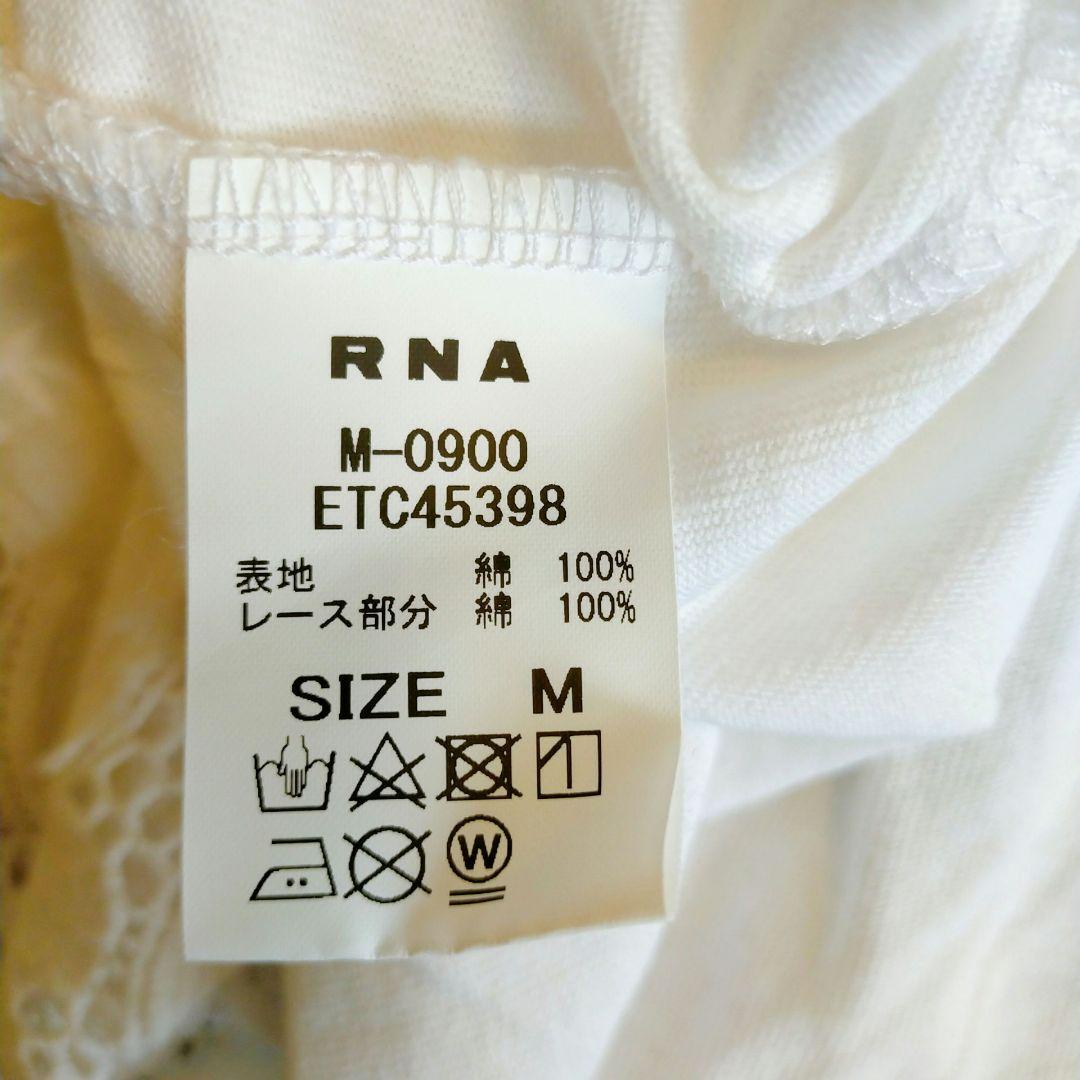 RNA
M-0900
ETC45398
表地 綿 100%
レース部分 綿 100%
SIZE M
W